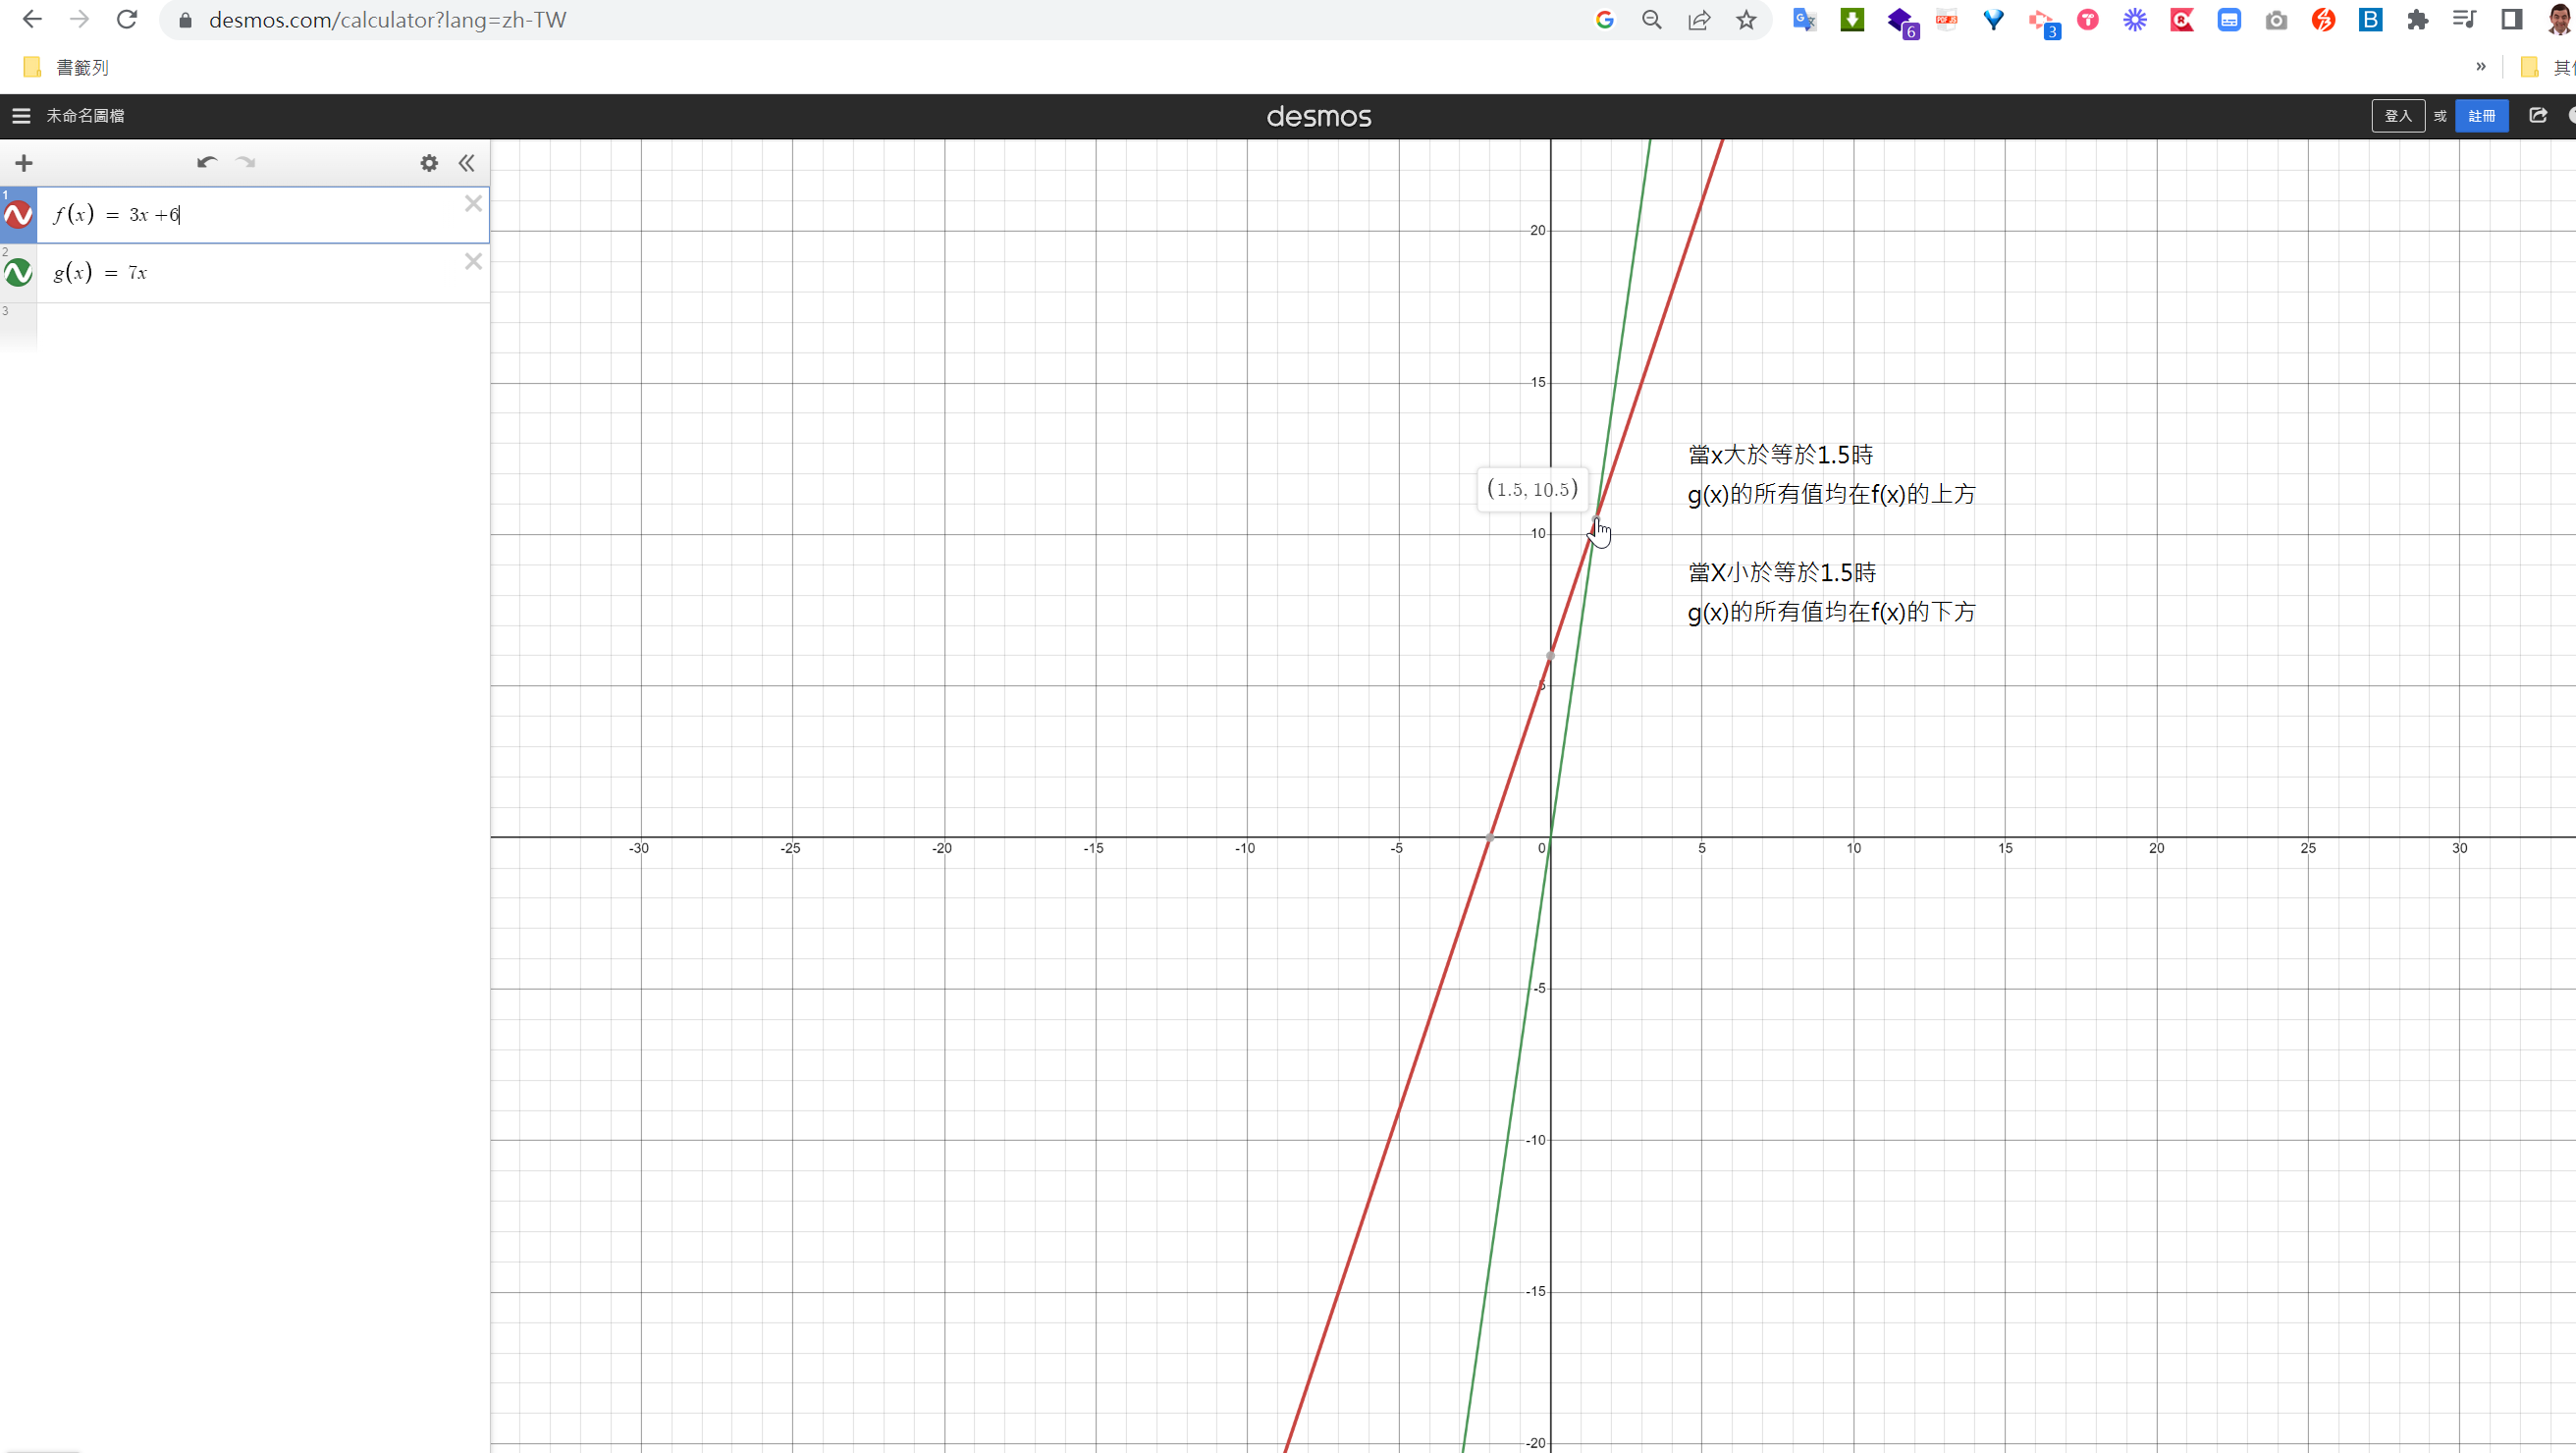 desmos.com/calculator?lang=zh-TW
6
3
書籤列
»
未命名圖檔
desmos
登入
或
註冊
1
f(x) = 3x+6
2
g(x) = 7x
3
20
15
當x大於等於1.5時
(1.5, 10.5)
g(x)的所有值均在f(x)的上方
10
當X小於等於1.5時
g(x)的所有值均在f(x)的下方
5
-30
-25
-20
-15
-10
-5
0
5
10
15
20
25
30
-5
-10
-15
-20